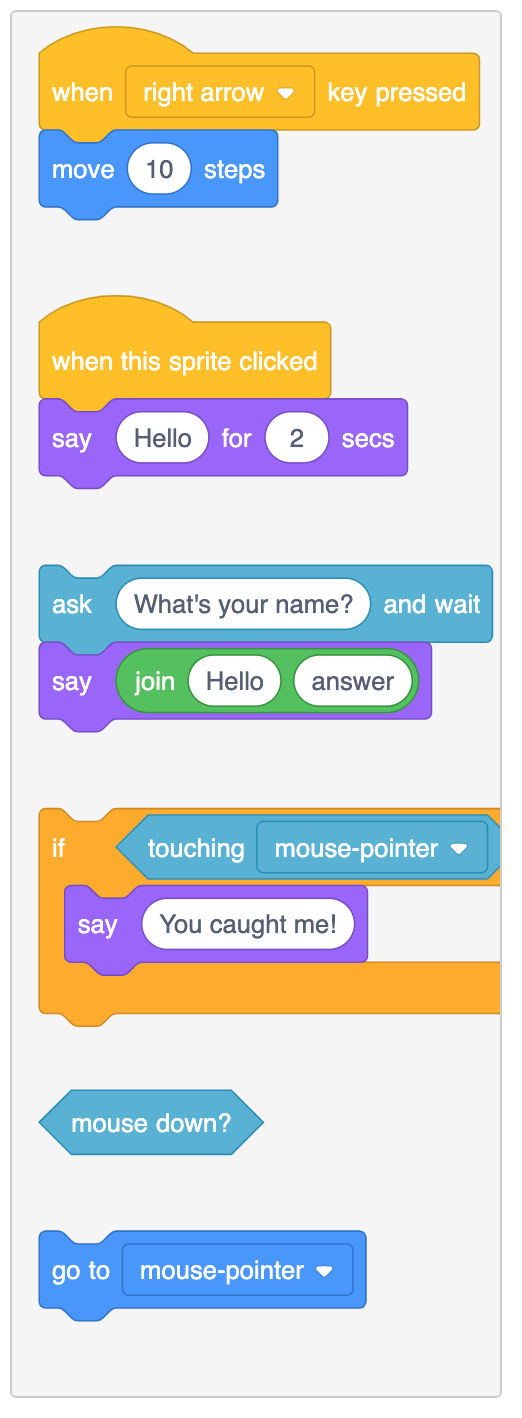 when right arrow key pressed
move 10 steps
when this sprite clicked
say Hello for 2 secs
ask What's your name? and wait
say join Hello answer
if touching mouse-pointer
say You caught me!
mouse down?
go to mouse-pointer